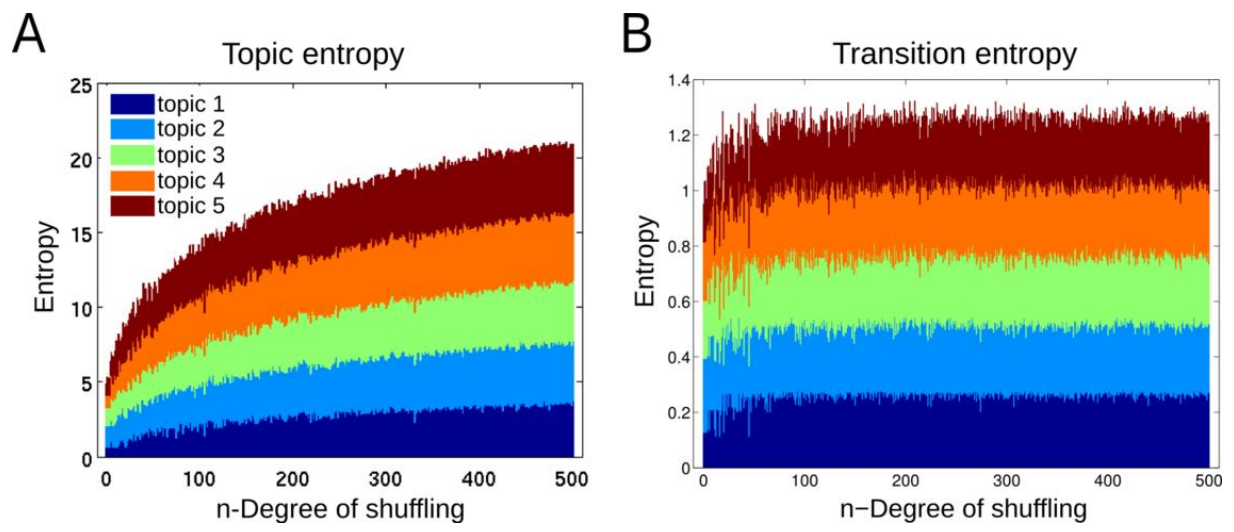 A
Topic entropy
25
20
15
10
5
0
Entropy
topic 1
topic 2
topic 3
topic 4
topic 5
0 100 200 300 400 500
n-Degree of shuffling
B
Transition entropy
1.4
1.2
1
0.8
0.6
0.4
0.2
0
Entropy
0 100 200 300 400 500
n−Degree of shuffling